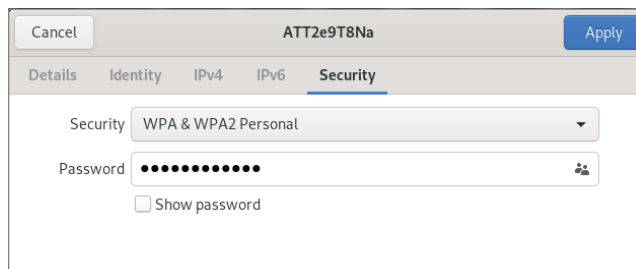 Cancel ATT2e9T8Na Apply
Details Identity IPv4 IPv6 Security
Security WPA & WPA2 Personal
Password ●●●●●●●●●●●●
Show password